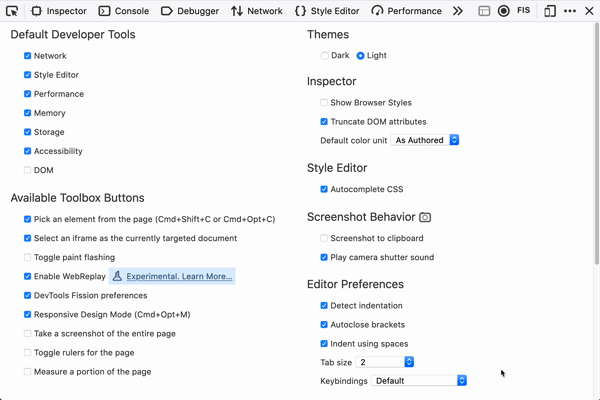 Inspector Console Debugger Network Style Editor Performance FIS
Default Developer Tools
Network
Style Editor
Performance
Memory
Storage
Accessibility
DOM
Available Toolbox Buttons
Pick an element from the page (Cmd+Shift+C or Cmd+Opt+C)
Select an iframe as the currently targeted document
Toggle paint flashing
Enable WebReplay Experimental. Learn More...
DevTools Fission preferences
Responsive Design Mode (Cmd+Opt+M)
Take a screenshot of the entire page
Toggle rulers for the page
Measure a portion of the page
Themes
Dark Light
Inspector
Show Browser Styles
Truncate DOM attributes
Default color unit As Authored
Style Editor
Autocomplete CSS
Screenshot Behavior
Screenshot to clipboard
Play camera shutter sound
Editor Preferences
Detect indentation
Autoclose brackets
Indent using spaces
Tab size 2
Keybindings Default